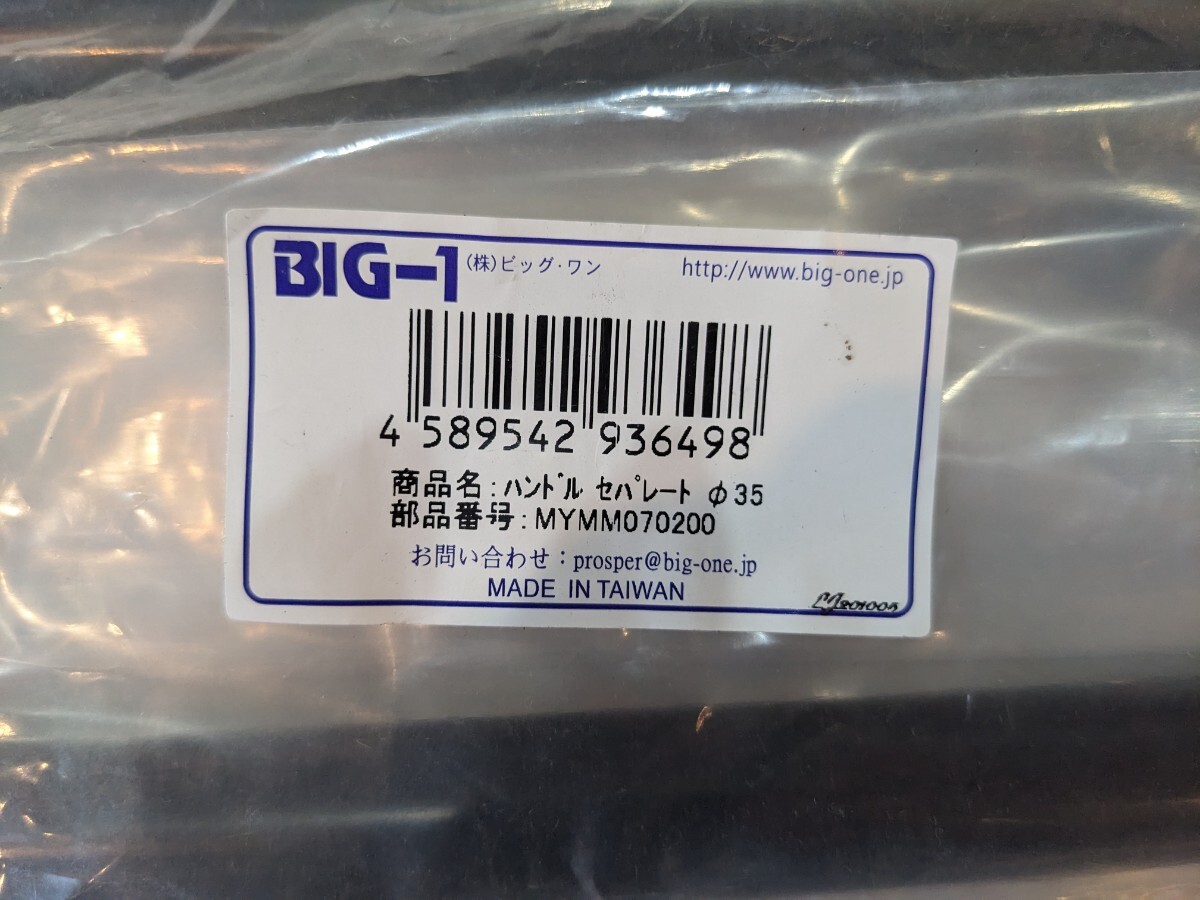 BIG-1 (株)ビッグ・ワン http://www.big-one.jp
4 589542 936498
商品名:ﾊﾝﾄﾞﾙ ｾﾊﾟﾚｰﾄ φ35
部品番号:MYMM070200
お問い合わせ:prosper@big-one.jp
MADE IN TAIWAN